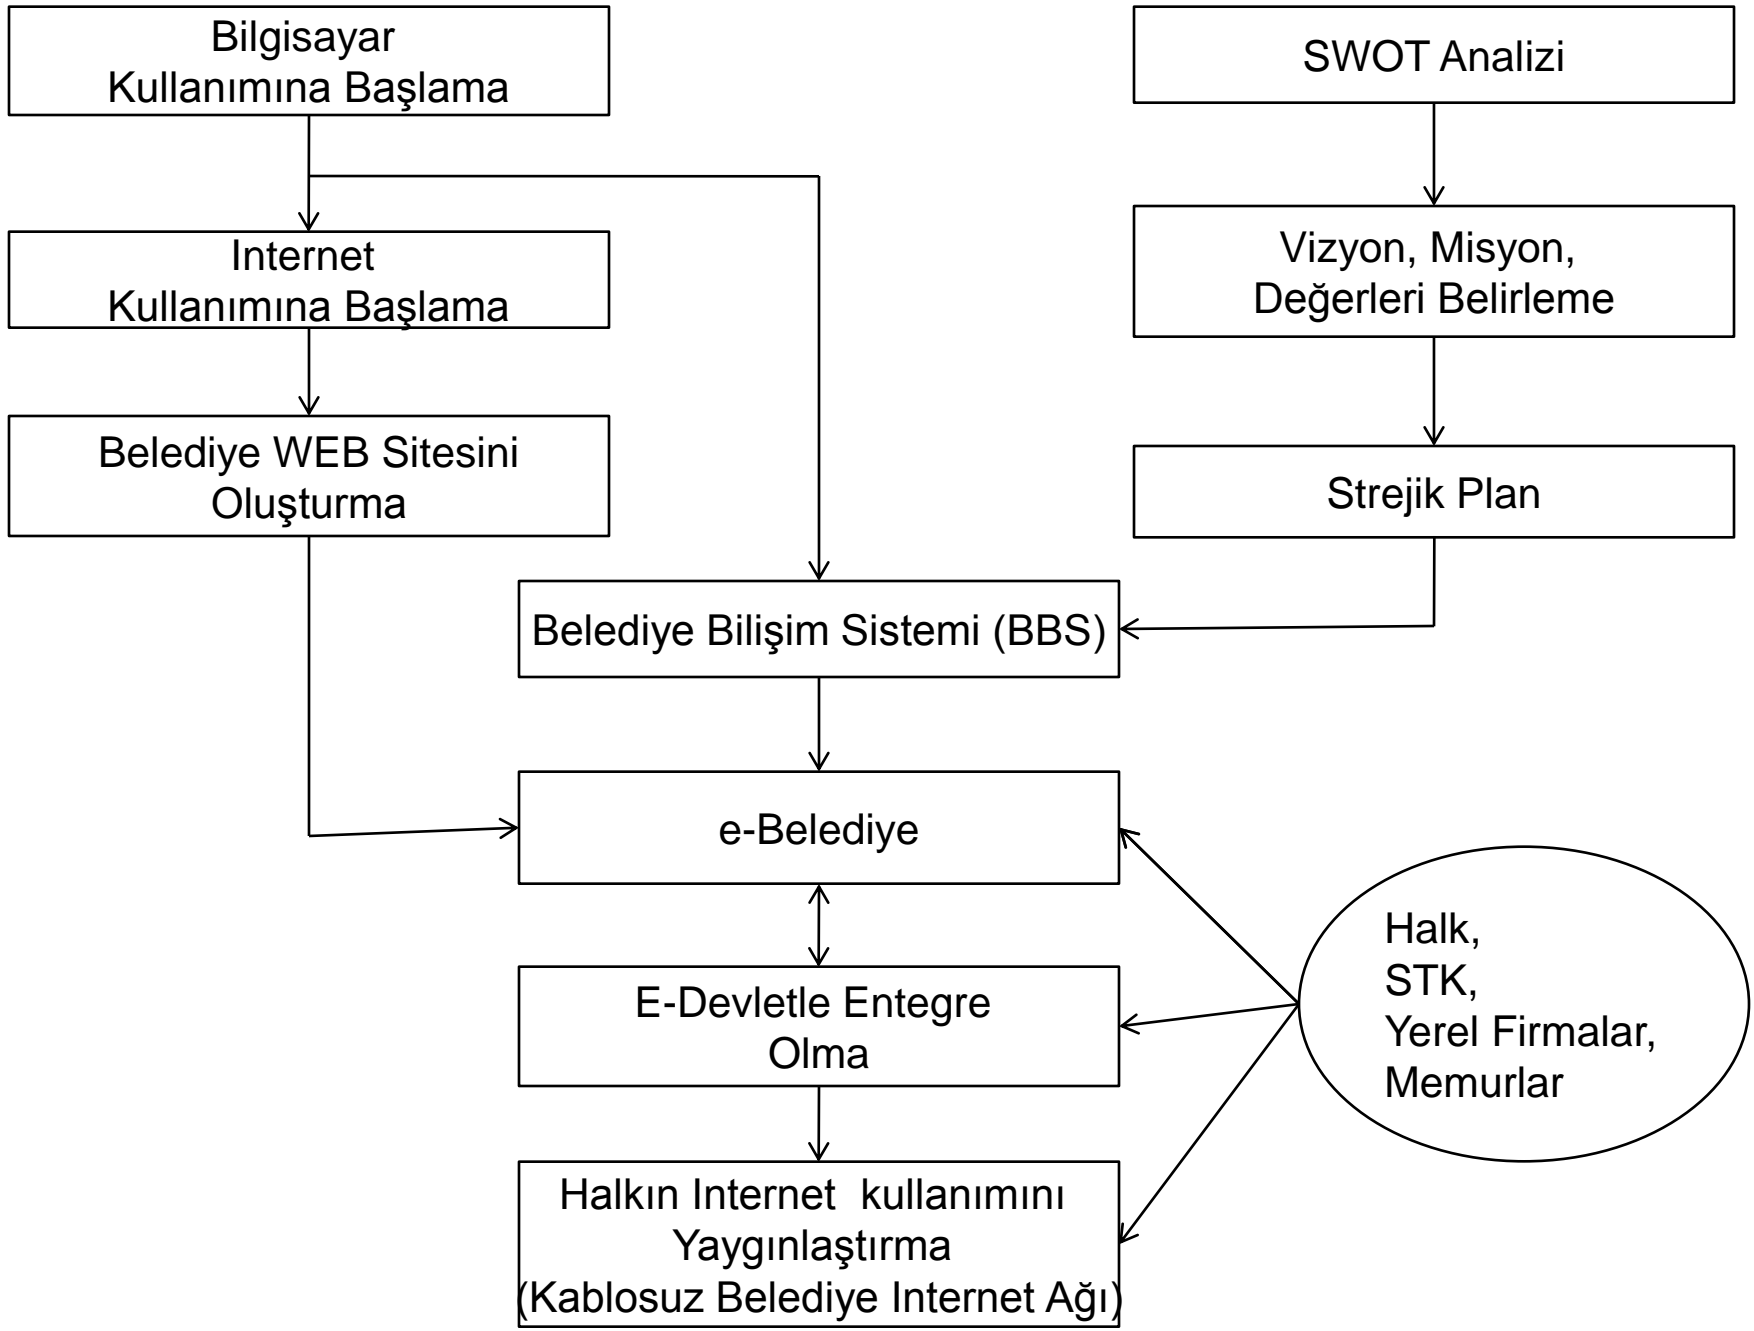 Bilgisayar
Kullanımına Başlama
SWOT Analizi
Internet
Kullanımına Başlama
Vizyon, Misyon,
Değerleri Belirleme
Belediye WEB Sitesini
Oluşturma
Strejik Plan
Belediye Bilişim Sistemi (BBS)
e-Belediye
Halk,
STK,
Yerel Firmalar,
Memurlar
E-Devletle Entegre
Olma
Halkın Internet  kullanımını
Yaygınlaştırma
(Kablosuz Belediye Internet Ağı)